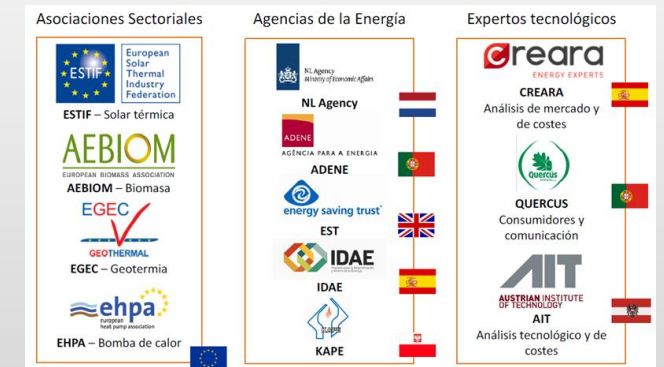 Asociaciones Sectoriales
ESTIF
European
Solar
Thermal
Industry
Federation
ESTIF – Solar térmica
AEBIOM
EUROPEAN BIOMASS ASSOCIATION
AEBIOM – Biomasa
EGEC
GEOTHERMAL
EGEC – Geotermia
ehpa
european
heat pump association
EHPA – Bomba de calor
Agencias de la Energía
NL Agency
Ministry of Economic Affairs
NL Agency
ADENE
AGÊNCIA PARA A ENERGIA
ADENE
energy saving trust
EST
IDAE
IDAE
KAPE
Expertos tecnológicos
creara
ENERGY EXPERTS
CREARA
Análisis de mercado y
de costes
Quercus
QUERCUS
Consumidores y
comunicación
AIT
AUSTRIAN INSTITUTE
OF TECHNOLOGY
AIT
Análisis tecnológico y de
costes